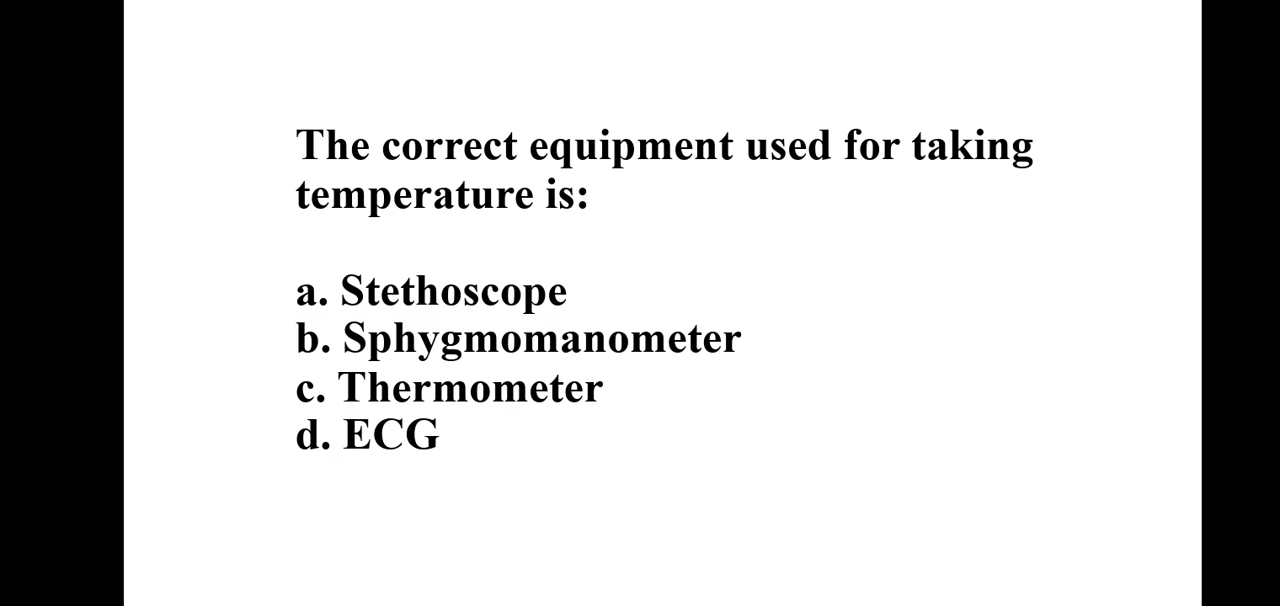 The correct equipment used for taking
temperature is:
a. Stethoscope
b. Sphygmomanometer
c. Thermometer
d. ECG